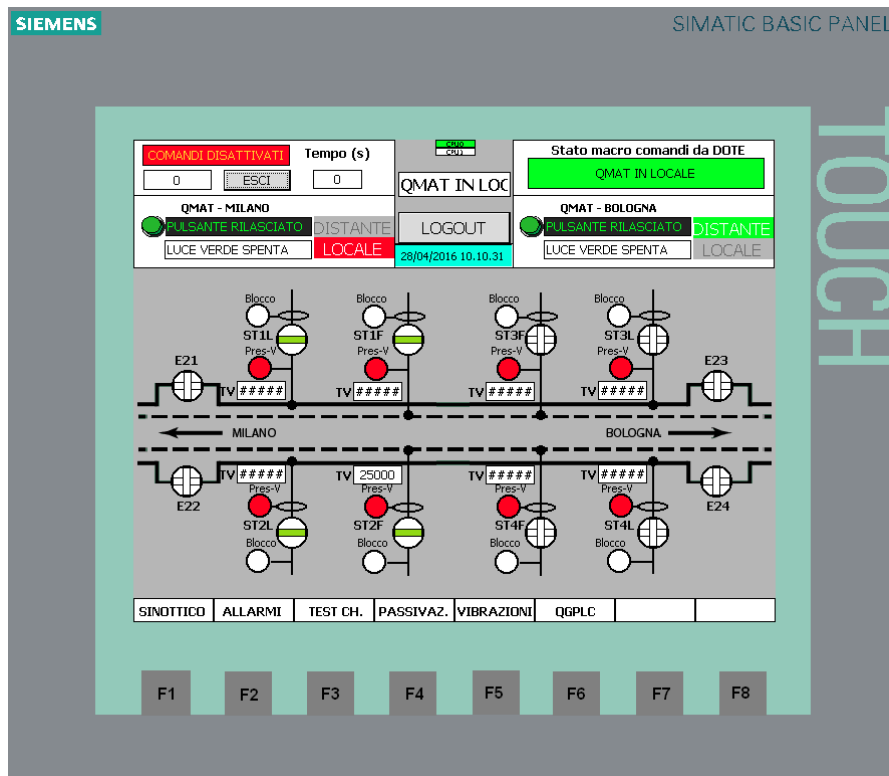 SIEMENS
SIMATIC BASIC PANEL
TOUCH
COMANDI DISATTIVATI
Tempo (s)
0
ESCI
0
CPU0
CPU1
QMAT IN LOC
Stato macro comandi da DOTE
QMAT IN LOCALE
QMAT - MILANO
PULSANTE RILASCIATO
DISTANTE
LUCE VERDE SPENTA
LOCALE
LOGOUT
28/04/2016 10.10.31
QMAT - BOLOGNA
PULSANTE RILASCIATO
DISTANTE
LUCE VERDE SPENTA
LOCALE
Blocco
Blocco
Blocco
Blocco
ST1L
ST1F
ST3F
ST3L
Pres-V
Pres-V
Pres-V
Pres-V
E21
E23
TV #####
TV #####
TV #####
TV #####
MILANO
BOLOGNA
TV #####
TV 25000
TV #####
TV #####
Pres-V
Pres-V
Pres-V
Pres-V
E22
E24
ST2L
ST2F
ST4F
ST4L
Blocco
Blocco
Blocco
Blocco
SINOTTICO
ALLARMI
TEST CH.
PASSIVAZ.
VIBRAZIONI
QGPLC
F1
F2
F3
F4
F5
F6
F7
F8